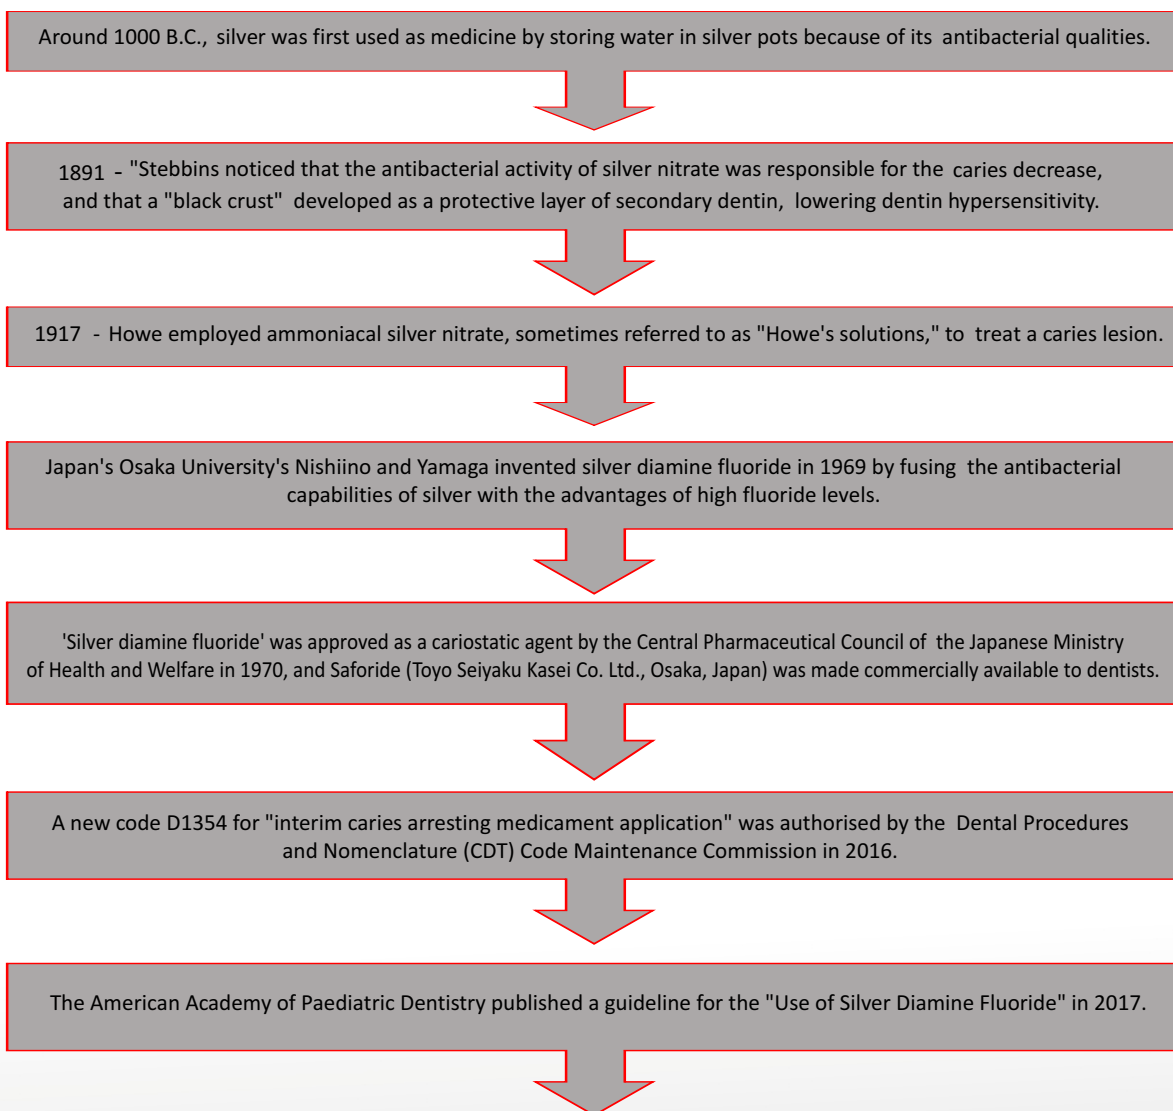 Around 1000 B.C., silver was first used as medicine by storing water in silver pots because of its antibacterial qualities.
1891 - "Stebbins noticed that the antibacterial activity of silver nitrate was responsible for the caries decrease,
and that a "black crust" developed as a protective layer of secondary dentin, lowering dentin hypersensitivity.
1917 - Howe employed ammoniacal silver nitrate, sometimes referred to as "Howe's solutions," to treat a caries lesion.
Japan's Osaka University's Nishiino and Yamaga invented silver diamine fluoride in 1969 by fusing the antibacterial
capabilities of silver with the advantages of high fluoride levels.
'Silver diamine fluoride' was approved as a cariostatic agent by the Central Pharmaceutical Council of the Japanese Ministry
of Health and Welfare in 1970, and Saforide (Toyo Seiyaku Kasei Co. Ltd., Osaka, Japan) was made commercially available to dentists.
A new code D1354 for "interim caries arresting medicament application" was authorised by the Dental Procedures
and Nomenclature (CDT) Code Maintenance Commission in 2016.
The American Academy of Paediatric Dentistry published a guideline for the "Use of Silver Diamine Fluoride" in 2017.